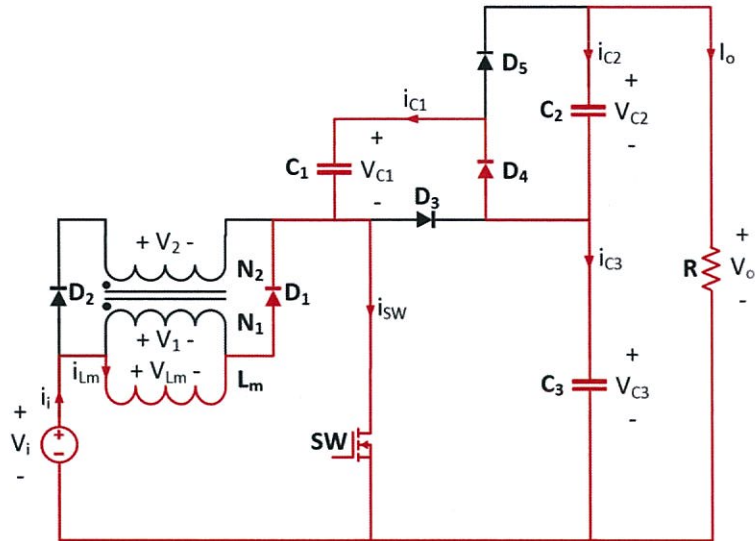 D5
iC2
Io
iC1
+
VC1
-
C1
C2
+
VC2
-
D4
D3
+ V2 -
N2
D2
D1
N1
+ V1 -
iSW
iC3
R
+
Vo
-
iLm
+ VLm -
Lm
ii
+
Vi
-
+
-
SW
C3
+
VC3
-